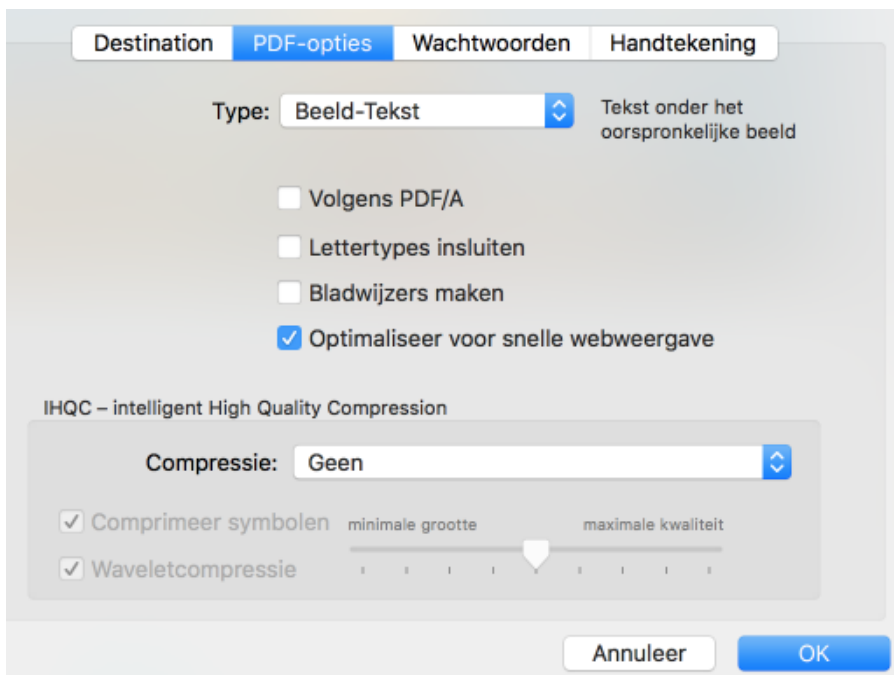 Destination PDF-opties Wachtwoorden Handtekening
Type: Beeld-Tekst Tekst onder het
oorspronkelijke beeld
Volgens PDF/A
Lettertypes insluiten
Bladwijzers maken
Optimaliseer voor snelle webweergave
IHQC – intelligent High Quality Compression
Compressie: Geen
Comprimeer symbolen minimale grootte maximale kwaliteit
Waveletcompressie
Annuleer OK